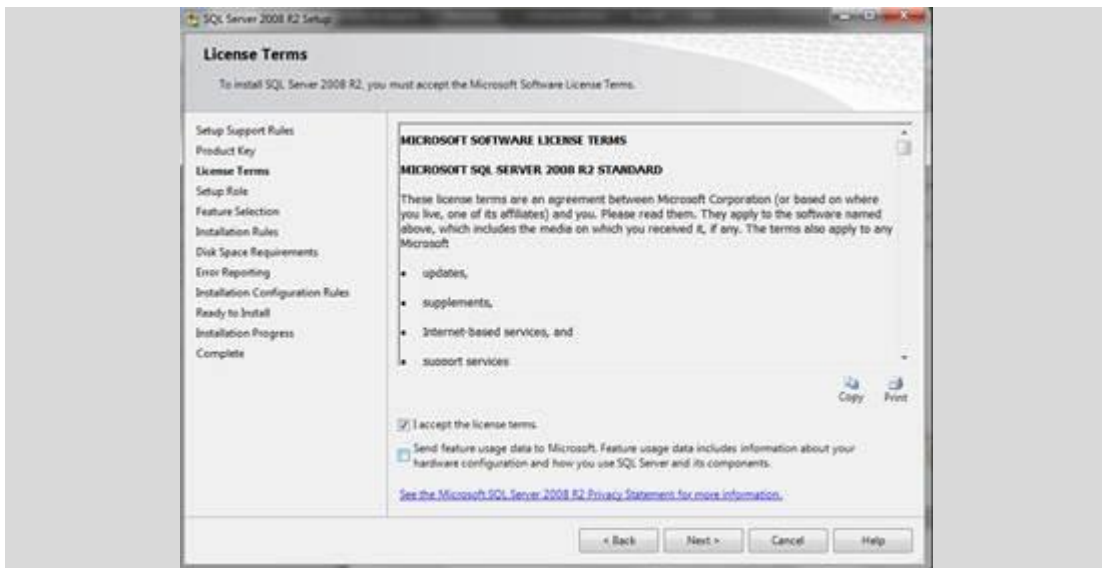 SQL Server 2008 R2 Setup
License Terms
To install SQL Server 2008 R2, you must accept the Microsoft Software License Terms.
Setup Support Rules
Product Key
License Terms
Setup Role
Feature Selection
Installation Rules
Disk Space Requirements
Error Reporting
Installation Configuration Rules
Ready to Install
Installation Progress
Complete
MICROSOFT SOFTWARE LICENSE TERMS
MICROSOFT SQL SERVER 2008 R2 STANDARD
These license terms are an agreement between Microsoft Corporation (or based on where
you live, one of its affiliates) and you. Please read them. They apply to the software named
above, which includes the media on which you received it, if any. The terms also apply to any
Microsoft
• updates,
• supplements,
• Internet-based services, and
• support services
Copy Print
I accept the license terms.
Send feature usage data to Microsoft. Feature usage data includes information about your
hardware configuration and how you use SQL Server and its components.
See the Microsoft SQL Server 2008 R2 Privacy Statement for more information.
< Back Next > Cancel Help